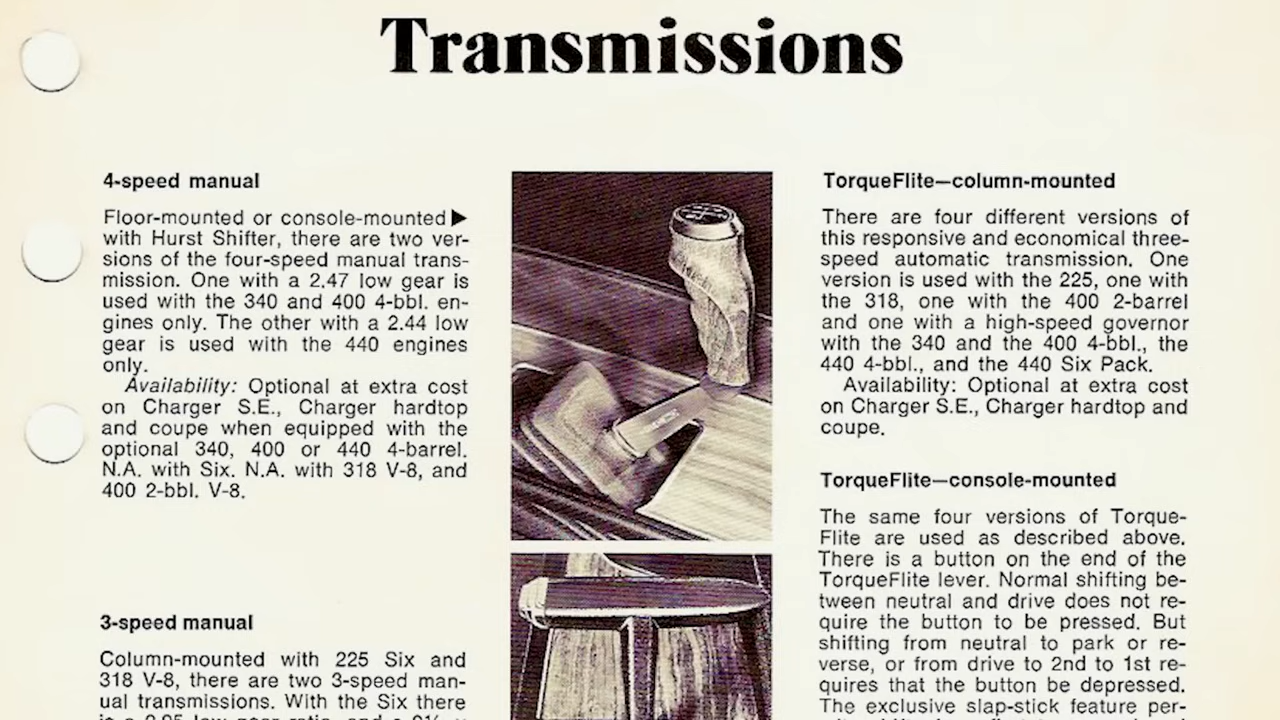 Transmissions
4-speed manual
Floor-mounted or console-mounted▶
with Hurst Shifter, there are two ver-
sions of the four-speed manual trans-
mission. One with a 2.47 low gear is
used with the 340 and 400 4-bbl. en-
gines only. The other with a 2.44 low
gear is used with the 440 engines
only.
Availability: Optional at extra cost
on Charger S.E., Charger hardtop
and coupe when equipped with the
optional 340, 400 or 440 4-barrel.
N.A. with Six. N.A. with 318 V-8, and
400 2-bbl. V-8.
3-speed manual
Column-mounted with 225 Six and
318 V-8, there are two 3-speed man-
ual transmissions. With the Six there
TorqueFlite—column-mounted
There are four different versions of
this responsive and economical three-
speed automatic transmission. One
version is used with the 225, one with
the 318, one with the 400 2-barrel
and one with a high-speed governor
with the 340 and the 400 4-bbl., the
440 4-bbl., and the 440 Six Pack.
Availability: Optional at extra cost
on Charger S.E., Charger hardtop and
coupe.
TorqueFlite—console-mounted
The same four versions of Torque-
Flite are used as described above.
There is a button on the end of the
TorqueFlite lever. Normal shifting be-
tween neutral and drive does not re-
quire the button to be pressed. But
shifting from neutral to park or re-
verse, or from drive to 2nd to 1st re-
quires that the button be depressed.
The exclusive slap-stick feature per-